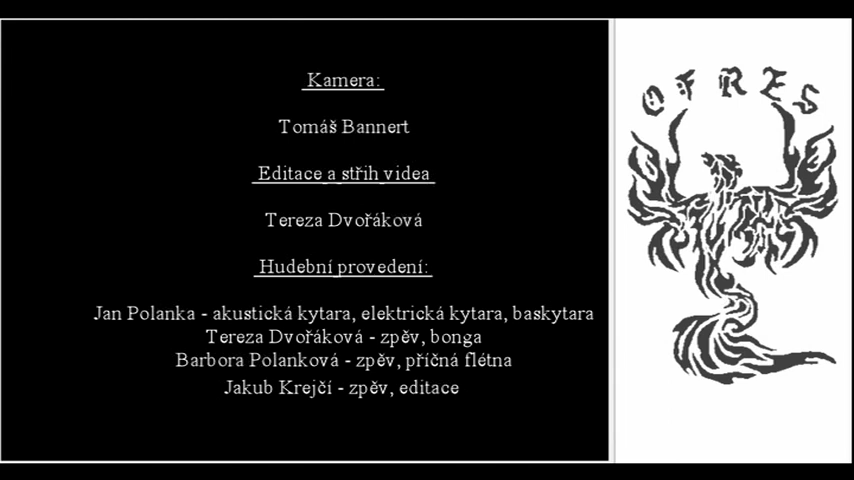 Kamera:
Tomáš Bannert
Editace a střih videa
Tereza Dvořáková
Hudební provedení:
Jan Polanka - akustická kytara, elektrická kytara, baskytara
Tereza Dvořáková - zpěv, bonga
Barbora Polanková - zpěv, příčná flétna
Jakub Krejčí - zpěv, editace
OFRES